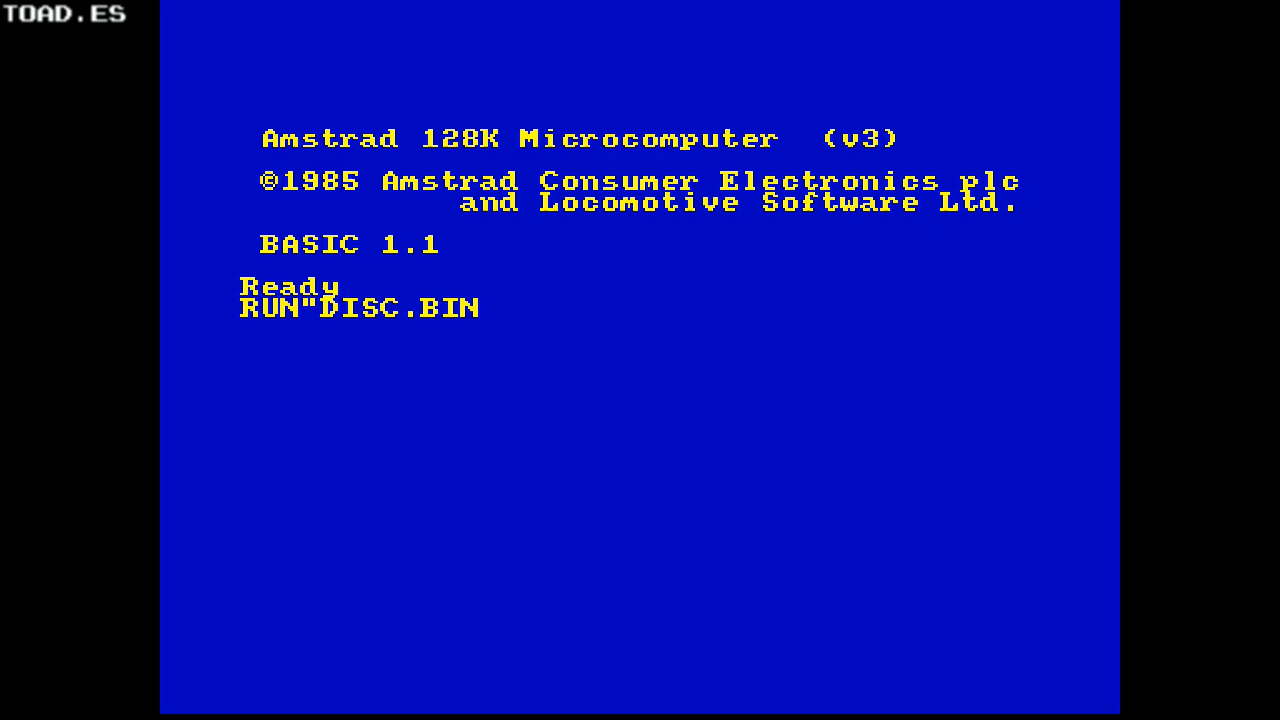 TOAD.ES
Amstrad 128K Microcomputer  (v3)
©1985 Amstrad Consumer Electronics plc
and Locomotive Software Ltd.
BASIC 1.1
Ready
RUN"DISC.BIN